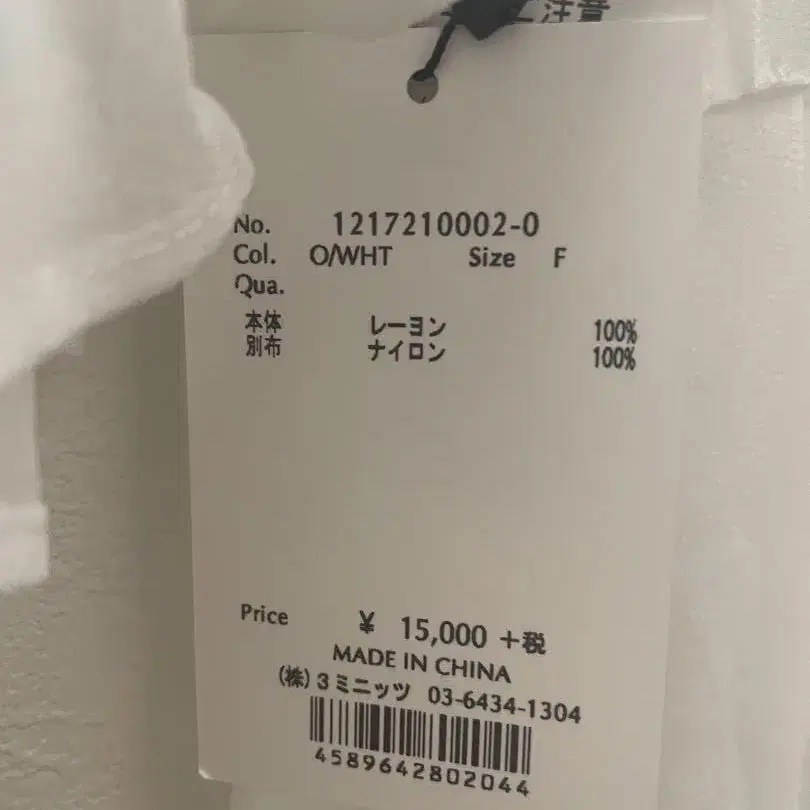 注意
No. 1217210002-0
Col. O/WHT Size F
Qua.
本体 レーヨン 100%
別布 ナイロン 100%
Price ¥ 15,000 +税
MADE IN CHINA
(株)3ミニッツ 03-6434-1304
4589642802044